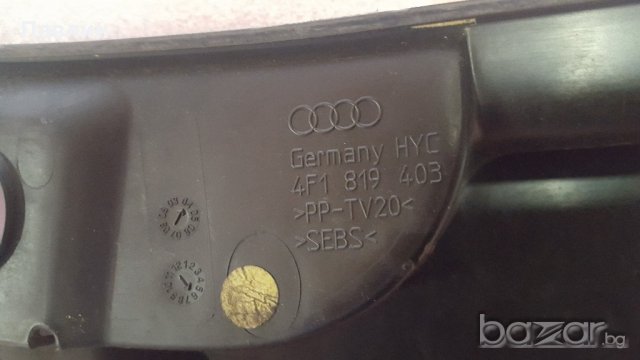 Germany HYC
4F1 819 403
>PP-TV20<
>SEBS<
bazar.bg